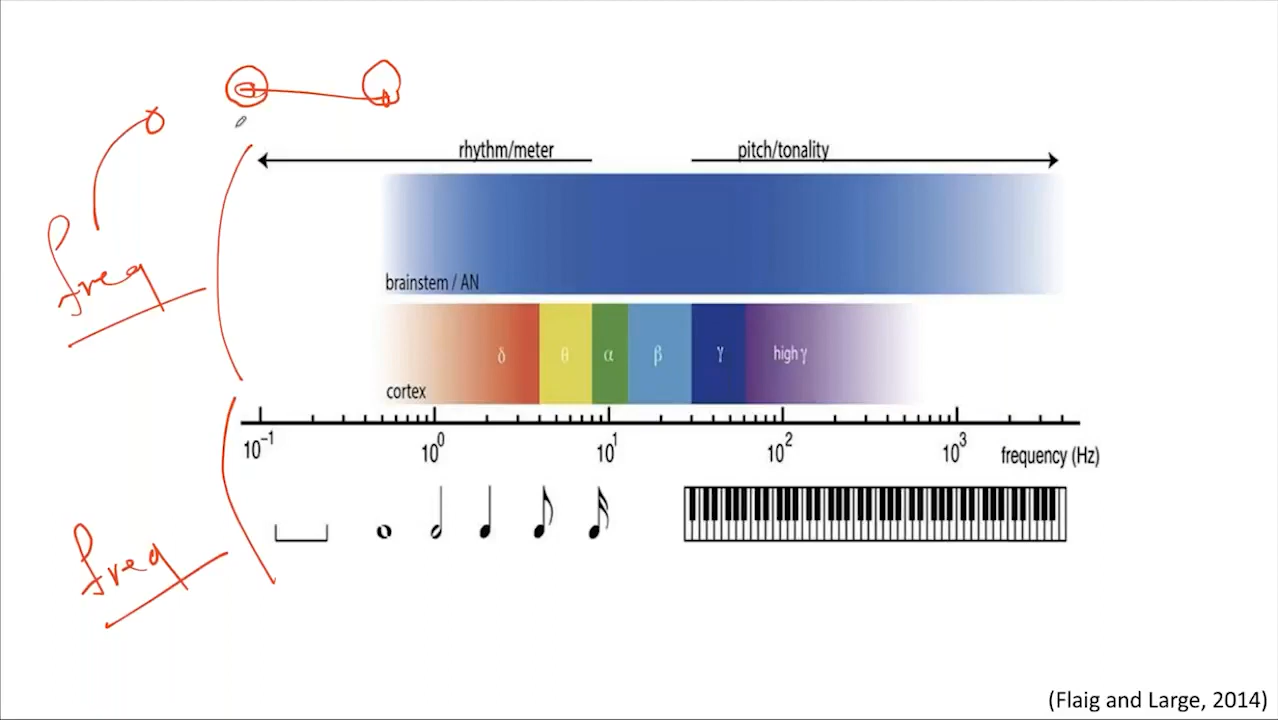 rhythm/meter pitch/tonality
freq
brainstem / AN
δ θ α β γ high γ
cortex
10⁻¹ 10⁰ 10¹ 10² 10³ frequency (Hz)
freq
(Flaig and Large, 2014)